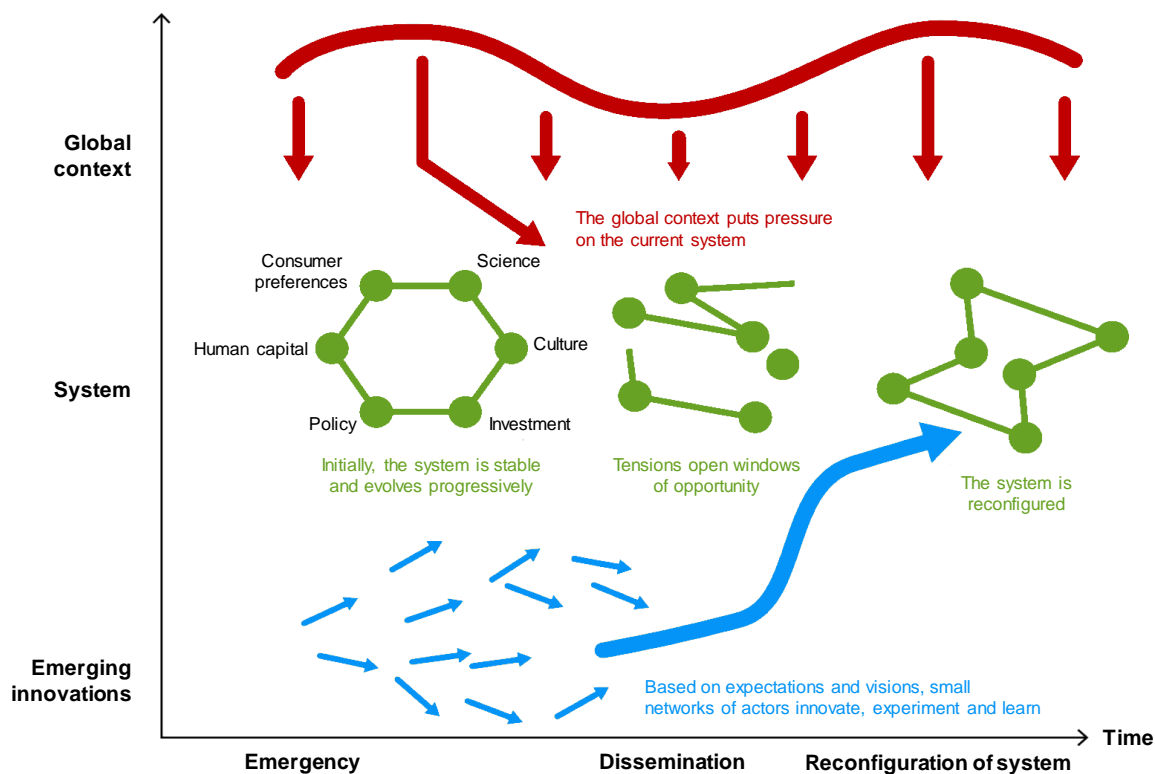 Global
context
The global context puts pressure
on the current system
Consumer
preferences
Science
Human capital
Culture
System
Policy
Investment
Initially, the system is stable
and evolves progressively
Tensions open windows
of opportunity
The system is
reconfigured
Emerging
innovations
Based on expectations and visions, small
networks of actors innovate, experiment and learn
Time
Emergency
Dissemination
Reconfiguration of system